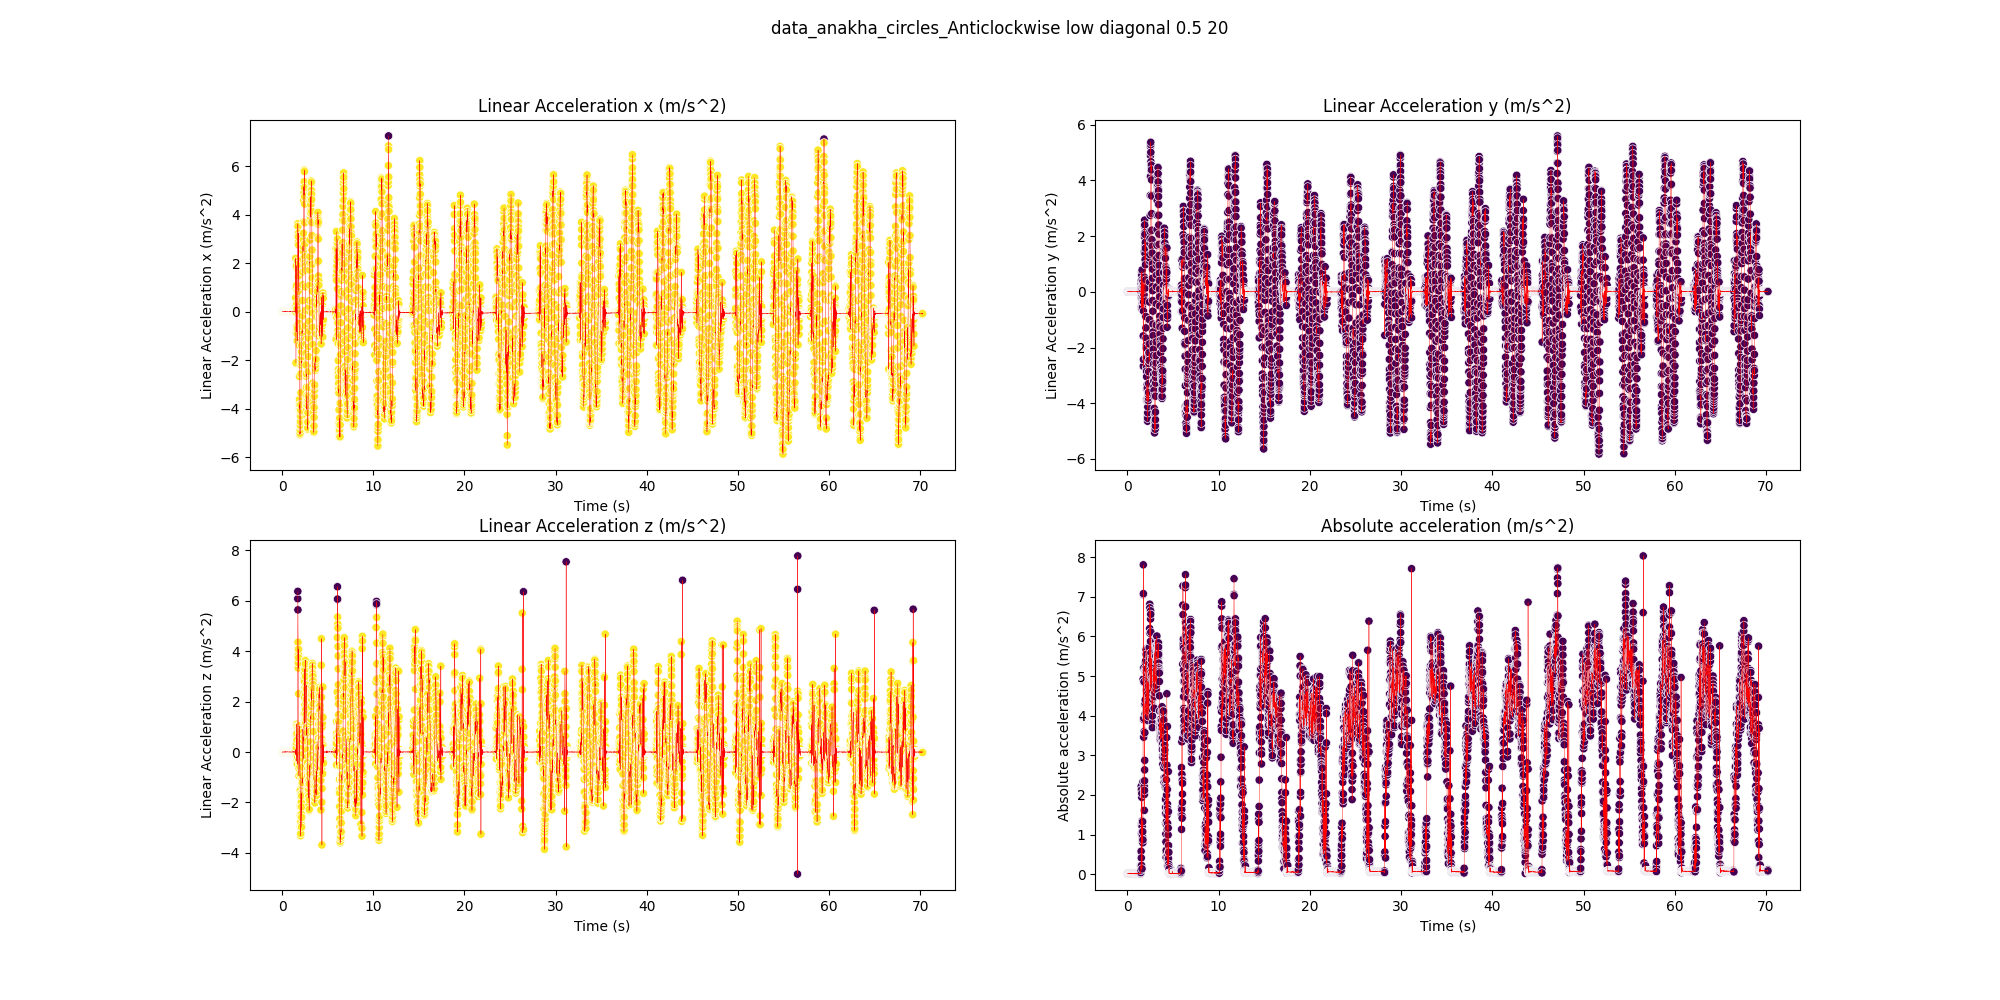 data_anakha_circles_Anticlockwise low diagonal 0.5 20
Linear Acceleration x (m/s^2)
Linear Acceleration x (m/s^2)
6
4
2
0
−2
−4
−6
0 10 20 30 40 50 60 70
Time (s)
Linear Acceleration y (m/s^2)
Linear Acceleration y (m/s^2)
6
4
2
0
−2
−4
−6
0 10 20 30 40 50 60 70
Time (s)
Linear Acceleration z (m/s^2)
Linear Acceleration z (m/s^2)
8
6
4
2
0
−2
−4
0 10 20 30 40 50 60 70
Time (s)
Absolute acceleration (m/s^2)
Absolute acceleration (m/s^2)
8
7
6
5
4
3
2
1
0
0 10 20 30 40 50 60 70
Time (s)